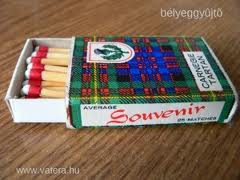 bélyeggyűjtő
CARNEGIE
TARTAN
AVERAGE
Souvenir
25 MATCHES
www.vatera.hu